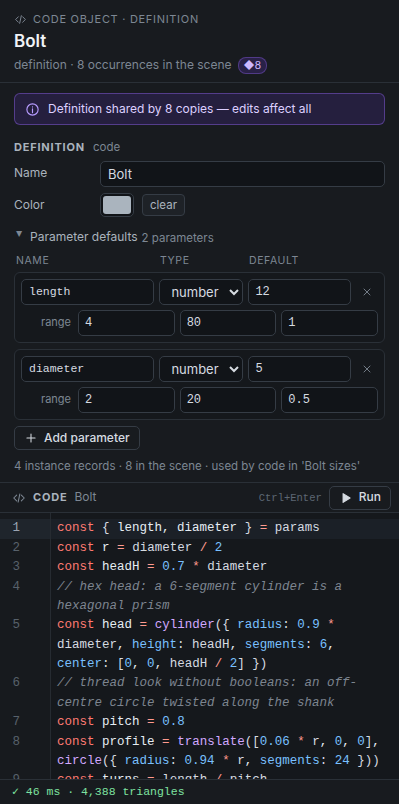 CODE OBJECT · DEFINITION
Bolt
definition · 8 occurrences in the scene ◆8
Definition shared by 8 copies — edits affect all
DEFINITION code
Name Bolt
Color clear
Parameter defaults 2 parameters
NAME TYPE DEFAULT
length number 12 ×
range 4 80 1
diameter number 5 ×
range 2 20 0.5
+ Add parameter
4 instance records · 8 in the scene · used by code in 'Bolt sizes'
CODE Bolt Ctrl+Enter Run
1 const { length, diameter } = params
2 const r = diameter / 2
3 const headH = 0.7 * diameter
4 // hex head: a 6-segment cylinder is a
hexagonal prism
5 const head = cylinder({ radius: 0.9 *
diameter, height: headH, segments: 6,
center: [0, 0, headH / 2] })
6 // thread look without booleans: an off-
centre circle twisted along the shank
7 const pitch = 0.8
8 const profile = translate([0.06 * r, 0, 0],
circle({ radius: 0.94 * r, segments: 24 }))
9 const turns = length / pitch
✓ 46 ms · 4,388 triangles